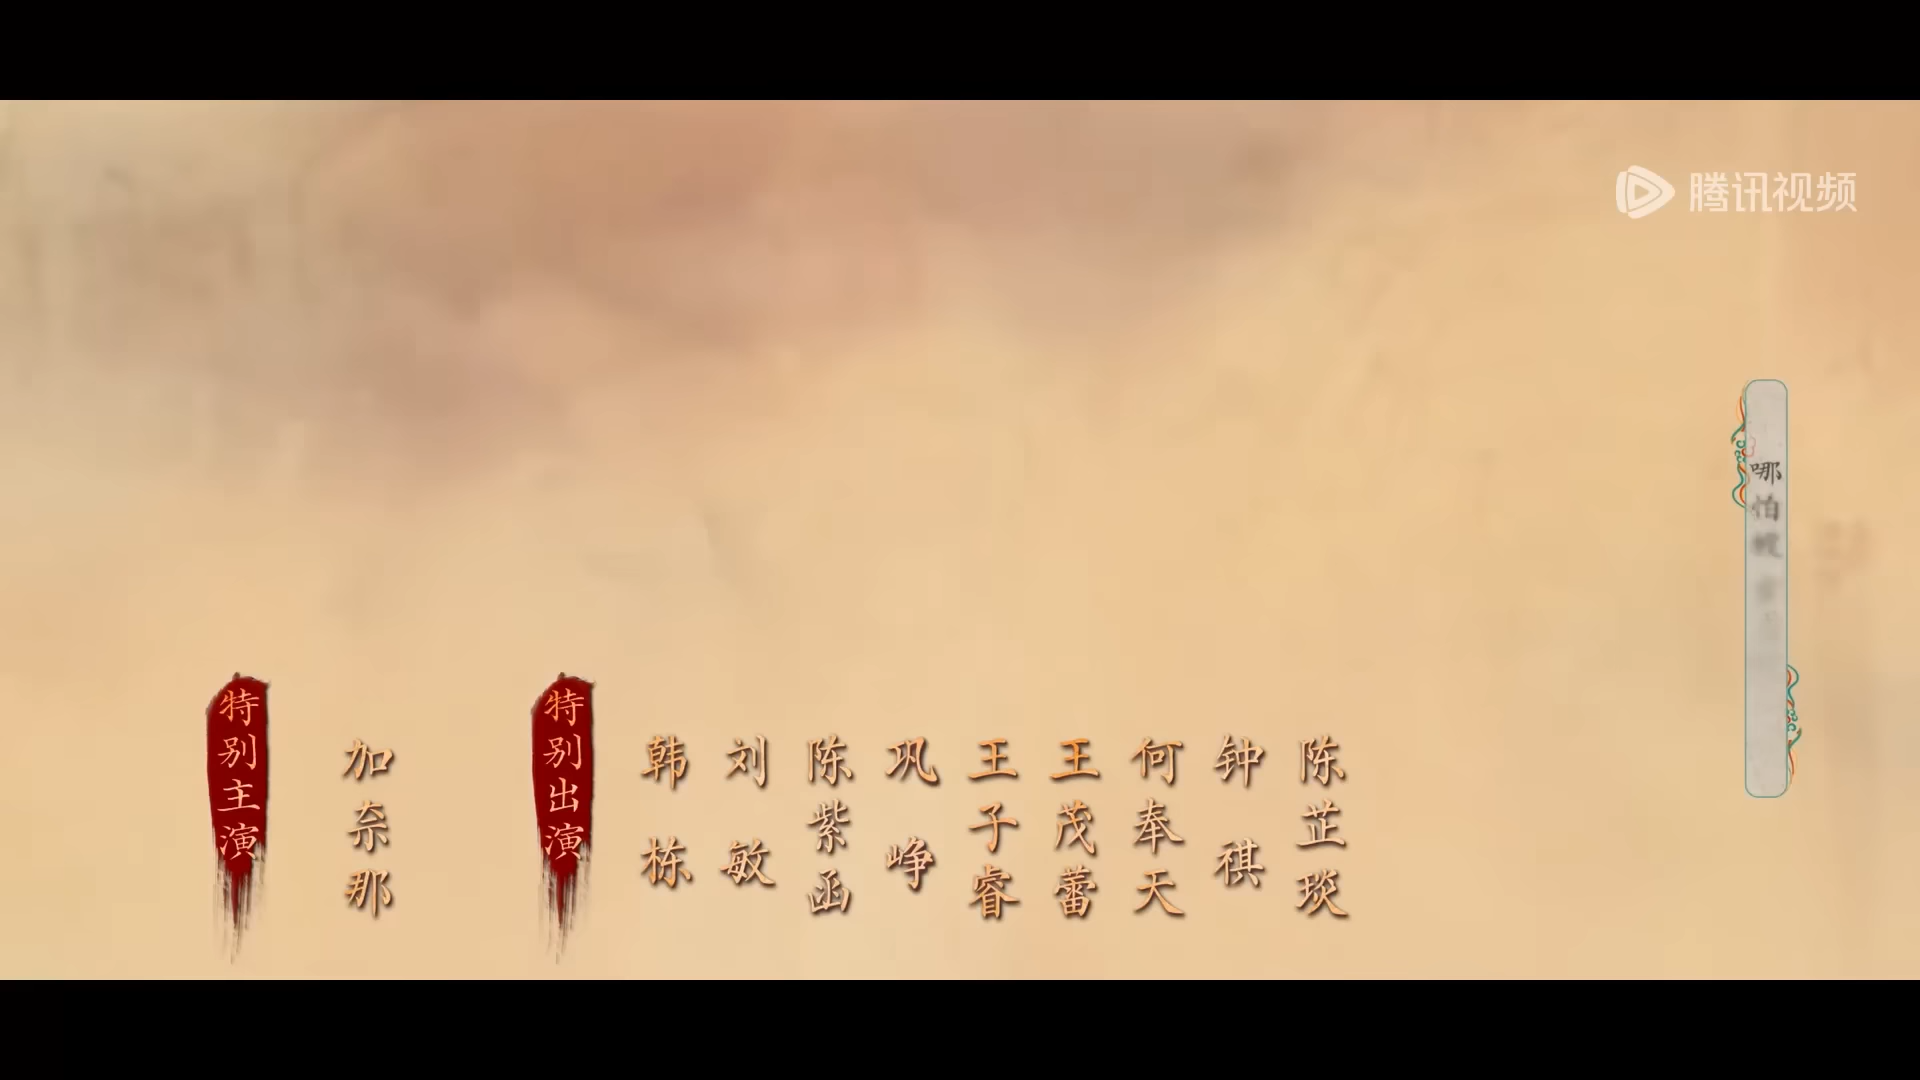 腾讯视频
特别主演
加奈那
特别出演
韩栋
刘敏
陈紫函
巩峥
王子睿
王茂蕾
何奉天
钟祺
陈芷琰
哪怕